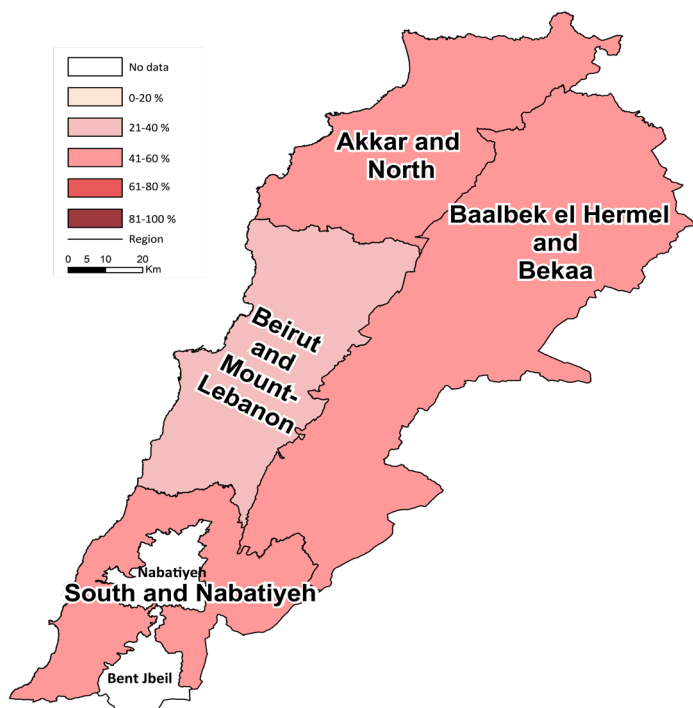 No data
0-20 %
21-40 %
41-60 %
61-80 %
81-100 %
Region
0 5 10 20
Km
Akkar and
North
Baalbek el Hermel
and
Bekaa
Beirut
and
Mount-
Lebanon
Nabatiyeh
South and Nabatiyeh
Bent Jbeil